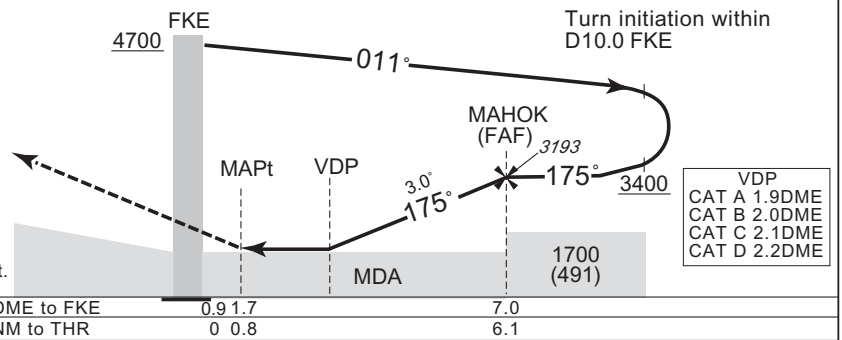 FKE
Turn initiation within
D10.0 FKE
4700
011°
MAHOK
(FAF)
3193
MAPt
VDP
3.0°
175°
175°
3400
VDP
CAT A 1.9DME
CAT B 2.0DME
CAT C 2.1DME
CAT D 2.2DME
1700
(491)
MDA
t.
DME to FKE 0.9 1.7 7.0
NM to THR 0 0.8 6.1